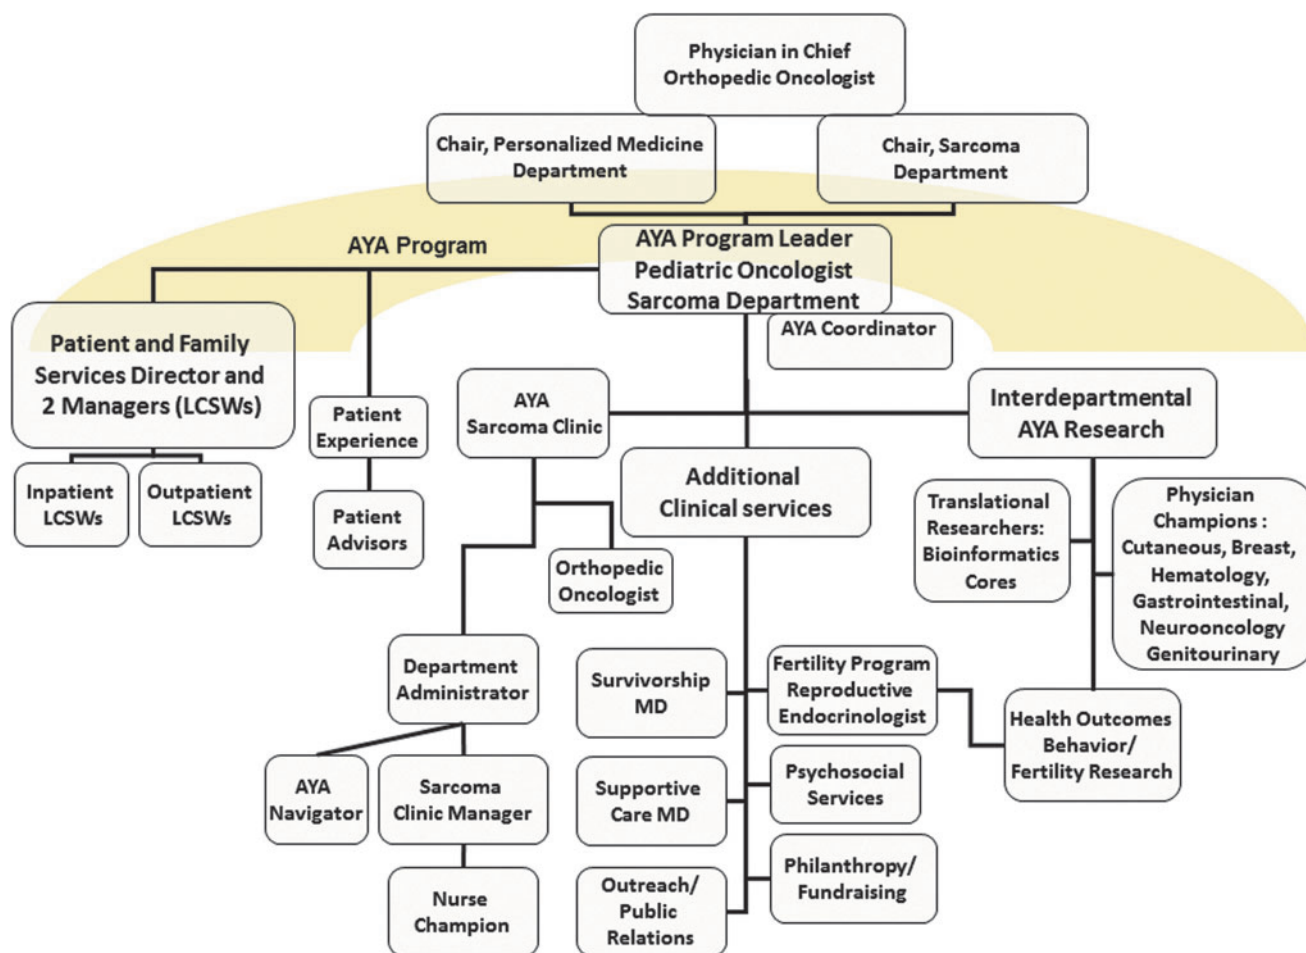 Physician in Chief
Orthopedic Oncologist
Chair, Personalized Medicine
Department
Chair, Sarcoma
Department
AYA Program
AYA Program Leader
Pediatric Oncologist
Sarcoma Department
AYA Coordinator
Patient and Family
Services Director and
2 Managers (LCSWs)
Inpatient
LCSWs
Outpatient
LCSWs
Patient
Experience
Patient
Advisors
AYA
Sarcoma Clinic
Orthopedic
Oncologist
Department
Administrator
AYA
Navigator
Sarcoma
Clinic Manager
Nurse
Champion
Additional
Clinical services
Survivorship
MD
Supportive
Care MD
Outreach/
Public
Relations
Fertility Program
Reproductive
Endocrinologist
Psychosocial
Services
Philanthropy/
Fundraising
Interdepartmental
AYA Research
Translational
Researchers:
Bioinformatics
Cores
Physician
Champions :
Cutaneous, Breast,
Hematology,
Gastrointestinal,
Neurooncology
Genitourinary
Health Outcomes
Behavior/
Fertility Research